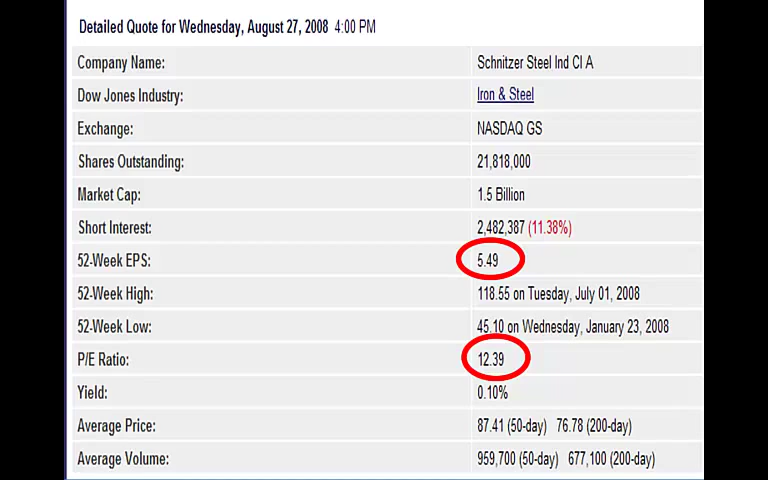 Detailed Quote for Wednesday, August 27, 2008 4:00 PM
Company Name: Schnitzer Steel Ind Cl A
Dow Jones Industry: Iron & Steel
Exchange: NASDAQ GS
Shares Outstanding: 21,818,000
Market Cap: 1.5 Billion
Short Interest: 2,482,387 (11.38%)
52-Week EPS: 5.49
52-Week High: 118.55 on Tuesday, July 01, 2008
52-Week Low: 45.10 on Wednesday, January 23, 2008
P/E Ratio: 12.39
Yield: 0.10%
Average Price: 87.41 (50-day) 76.78 (200-day)
Average Volume: 959,700 (50-day) 677,100 (200-day)